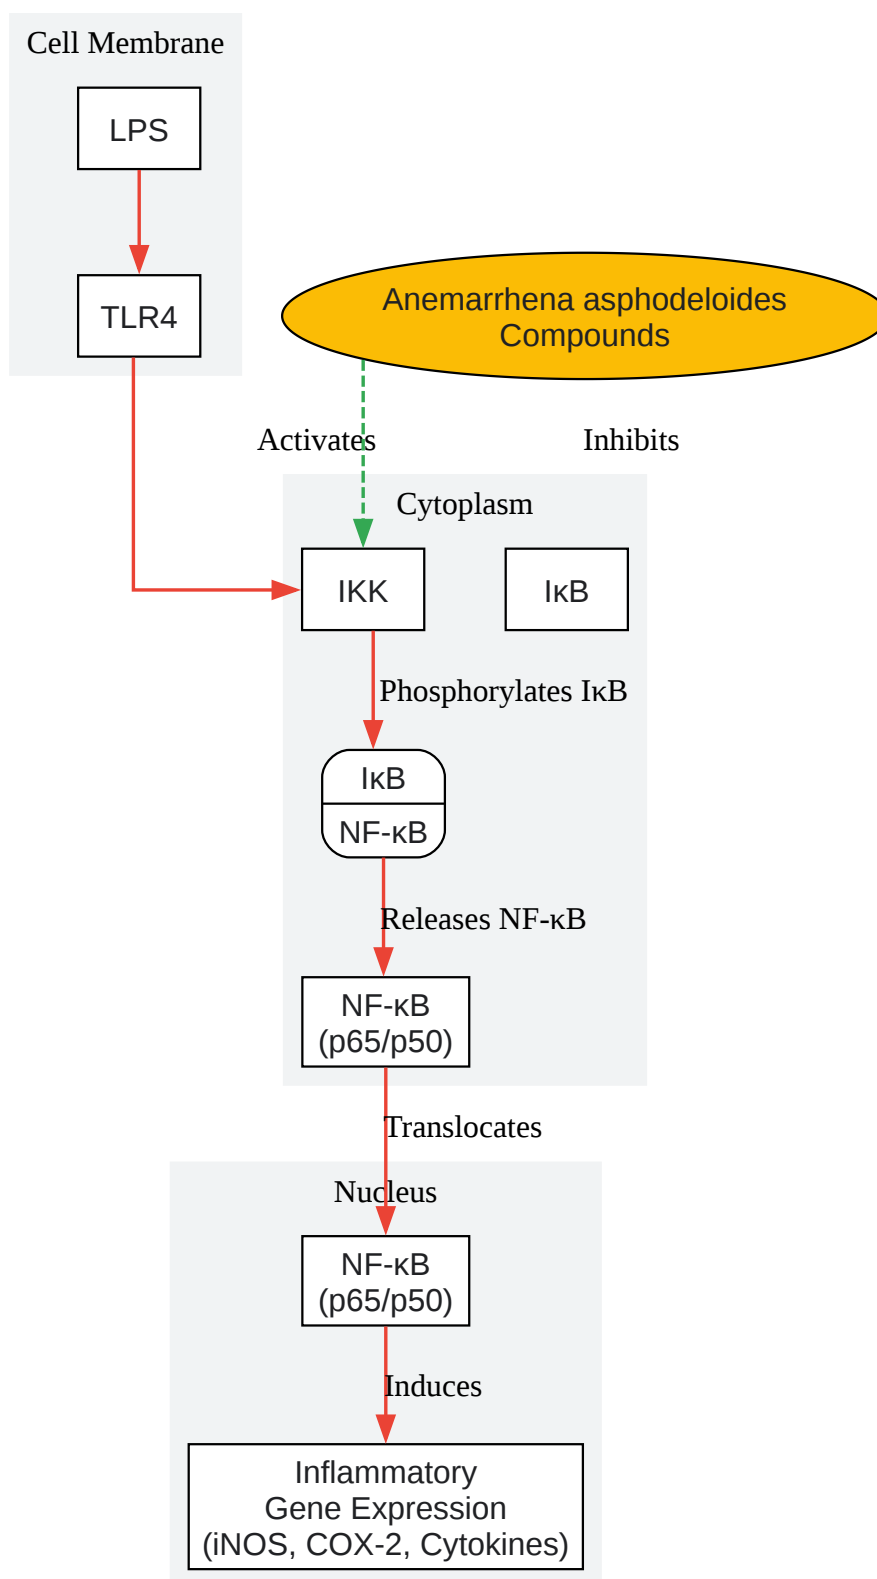 Cell Membrane
LPS
TLR4
Anemarrhena asphodeloides
Compounds
Activates
Inhibits
Cytoplasm
IKK
IκB
Phosphorylates IκB
IκB
NF-κB
Releases NF-κB
NF-κB
(p65/p50)
Translocates
Nucleus
NF-κB
(p65/p50)
Induces
Inflammatory
Gene Expression
(iNOS, COX-2, Cytokines)